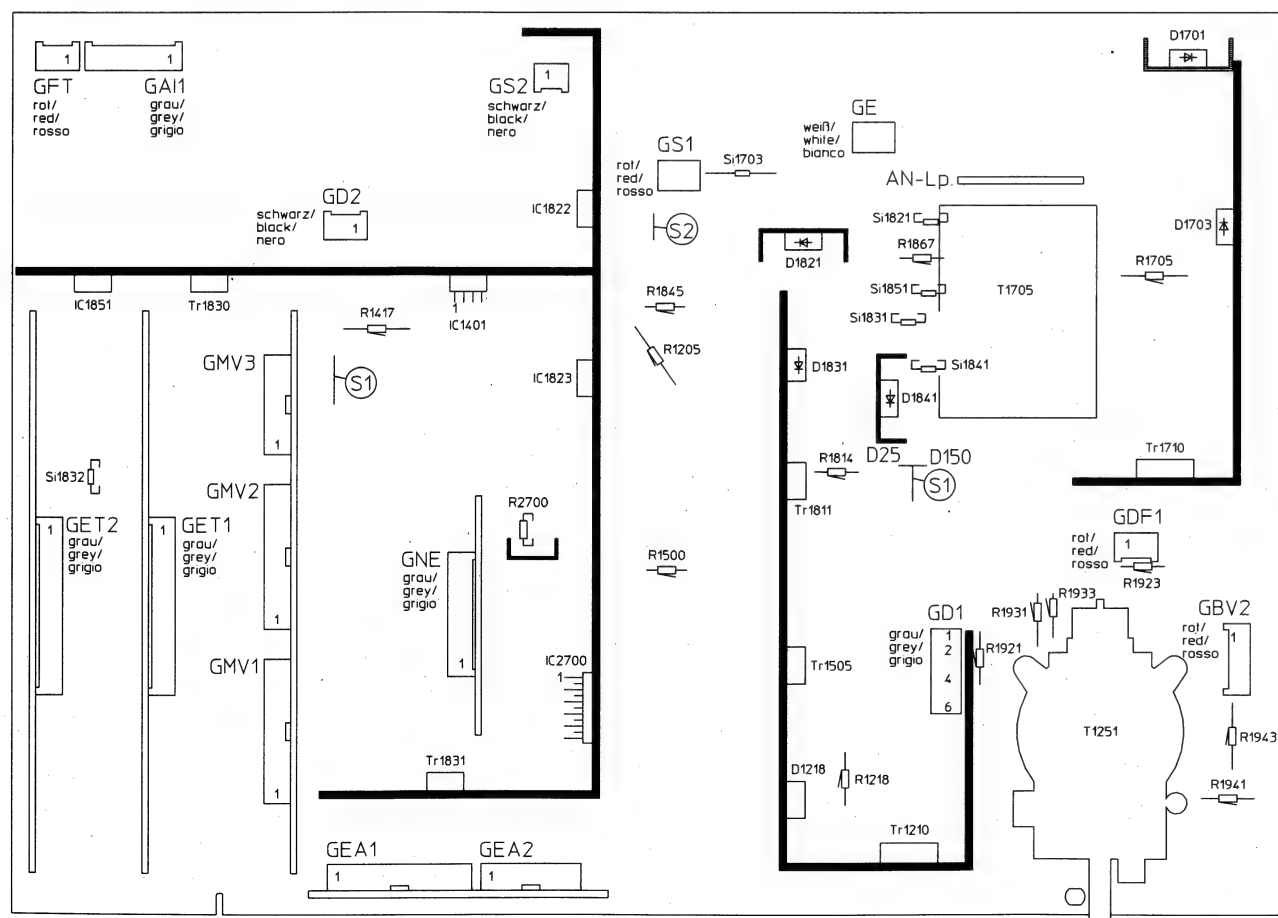 D1701
1
1
GFT
rot/
red/
rosso
GAI1
grau/
grey/
grigio
GS2
schwarz/
black/
nero
1
GE
weiß/
white/
bianco
GS1
rot/
red/
rosso
Si1703
AN-Lp.
GD2
schwarz/
black/
nero
1
IC1822
S2
D1821
Si1821
R1867
D1703
R1705
T1705
Si1851
Si1831
IC1851
Tr1830
R1417
1
IC1401
R1845
R1205
GMV3
1
S1
IC1823
D1831
Si1841
D1841
Si1832
GMV2
1
R2700
Tr1811
R1814
D25
D150
S1
Tr1710
1
GET2
grau/
grey/
grigio
1
GET1
grau/
grey/
grigio
GNE
grau/
grey/
grigio
1
R1500
GDF1
rot/
red/
rosso
1
R1923
R1931
R1933
GBV2
rot/
red/
rosso
1
GD1
grau/
grey/
grigio
1
2
4
6
R1921
GMV1
1
IC2700
1
Tr1505
T1251
R1943
Tr1831
D1218
R1218
R1941
Tr1210
GEA1
1
GEA2
1